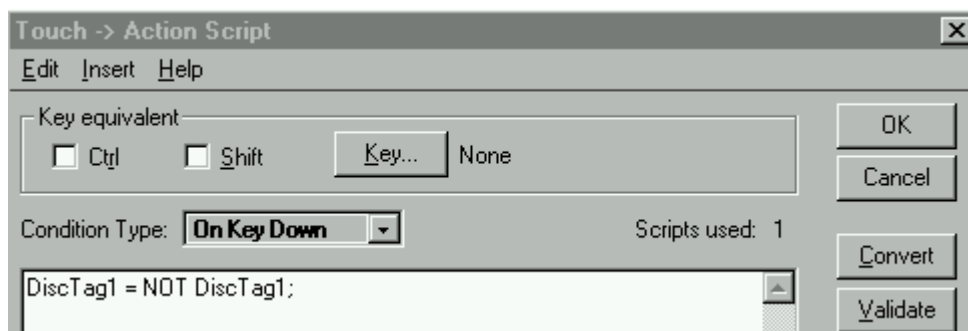 Touch -> Action Script
Edit Insert Help
Key equivalent
Ctrl Shift Key... None
OK
Cancel
Condition Type: On Key Down Scripts used: 1
Convert
DiscTag1 = NOT DiscTag1;
Validate